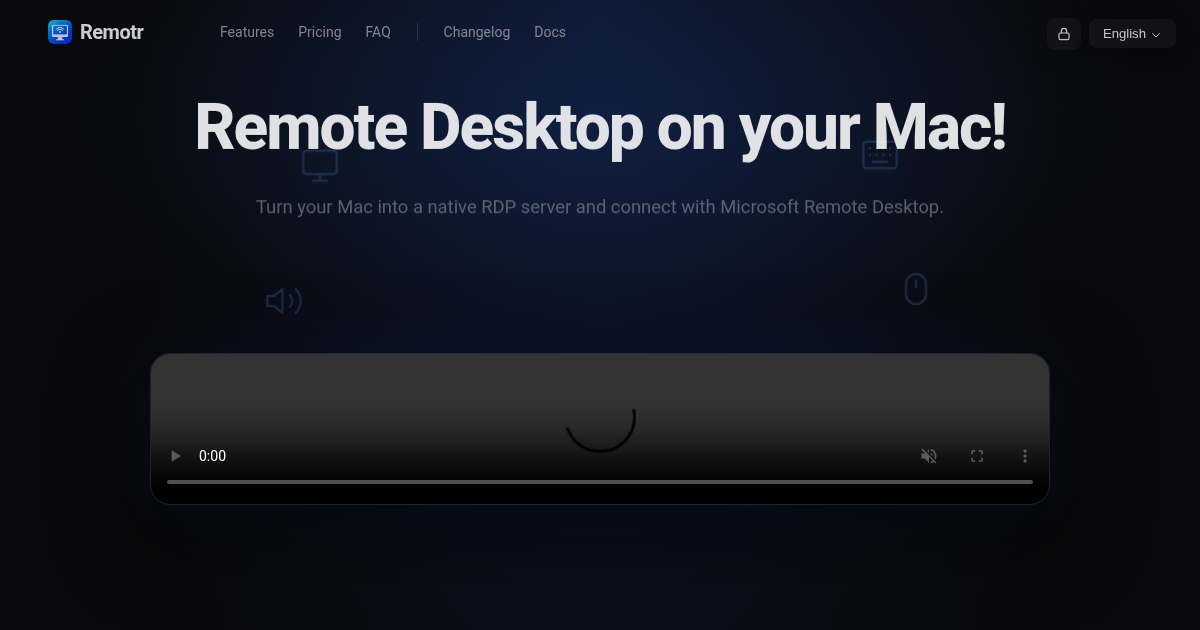 Remotr
Features Pricing FAQ Changelog Docs
English
Remote Desktop on your Mac!
Turn your Mac into a native RDP server and connect with Microsoft Remote Desktop.
0:00